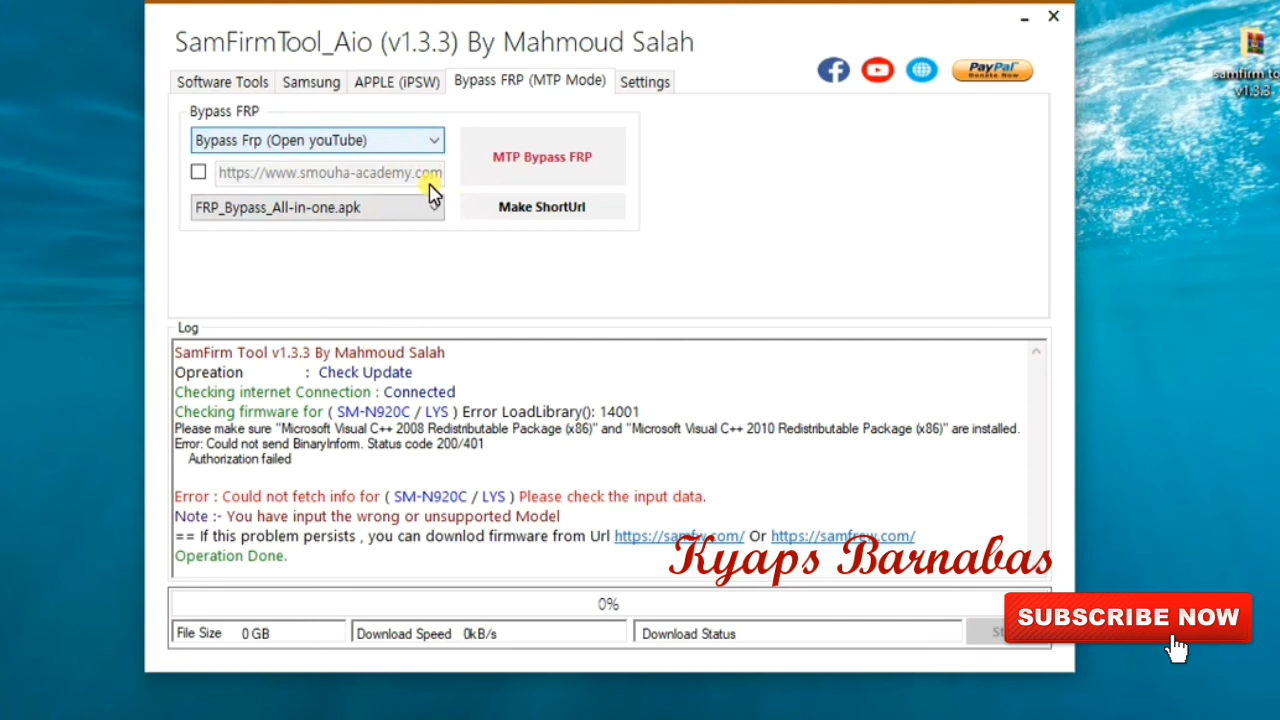 SamFirmTool_Aio (v1.3.3) By Mahmoud Salah
PayPal
Donate Now
samfirm to
v1.3.3
Software Tools
Samsung
APPLE (iPSW)
Bypass FRP (MTP Mode)
Settings
Bypass FRP
Bypass Frp (Open youTube)
MTP Bypass FRP
https://www.smouha-academy.com
FRP_Bypass_All-in-one.apk
Make ShortUrl
Log
SamFirm Tool v1.3.3 By Mahmoud Salah
Opreation : Check Update
Checking internet Connection : Connected
Checking firmware for ( SM-N920C / LYS ) Error LoadLibrary(): 14001
Please make sure "Microsoft Visual C++ 2008 Redistributable Package (x86)" and "Microsoft Visual C++ 2010 Redistributable Package (x86)" are installed.
Error: Could not send BinaryInform. Status code 200/401
Authorization failed
Error : Could not fetch info for ( SM-N920C / LYS ) Please check the input data.
Note :- You have input the wrong or unsupported Model
== If this problem persists , you can downlod firmware from Url https://samfw.com/ Or https://samfrew.com/
Operation Done.
Kyaps Barnabas
0%
SUBSCRIBE NOW
File Size 0 GB
Download Speed 0kB/s
Download Status